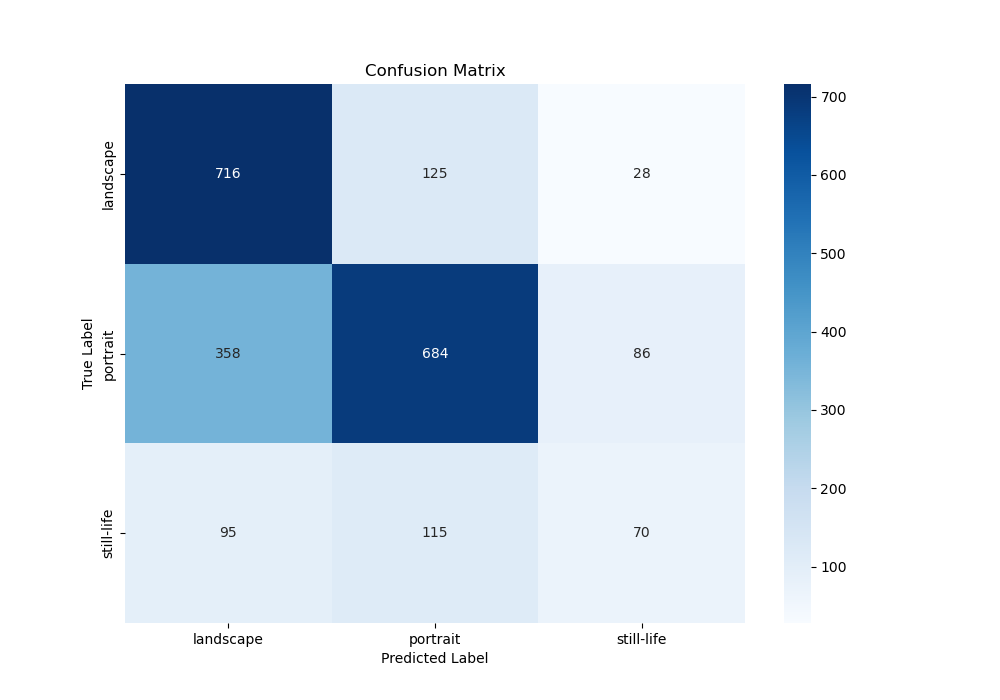 Confusion Matrix
landscape
716
125
28
True Label
portrait
358
684
86
still-life
95
115
70
landscape
portrait
still-life
Predicted Label
700
600
500
400
300
200
100